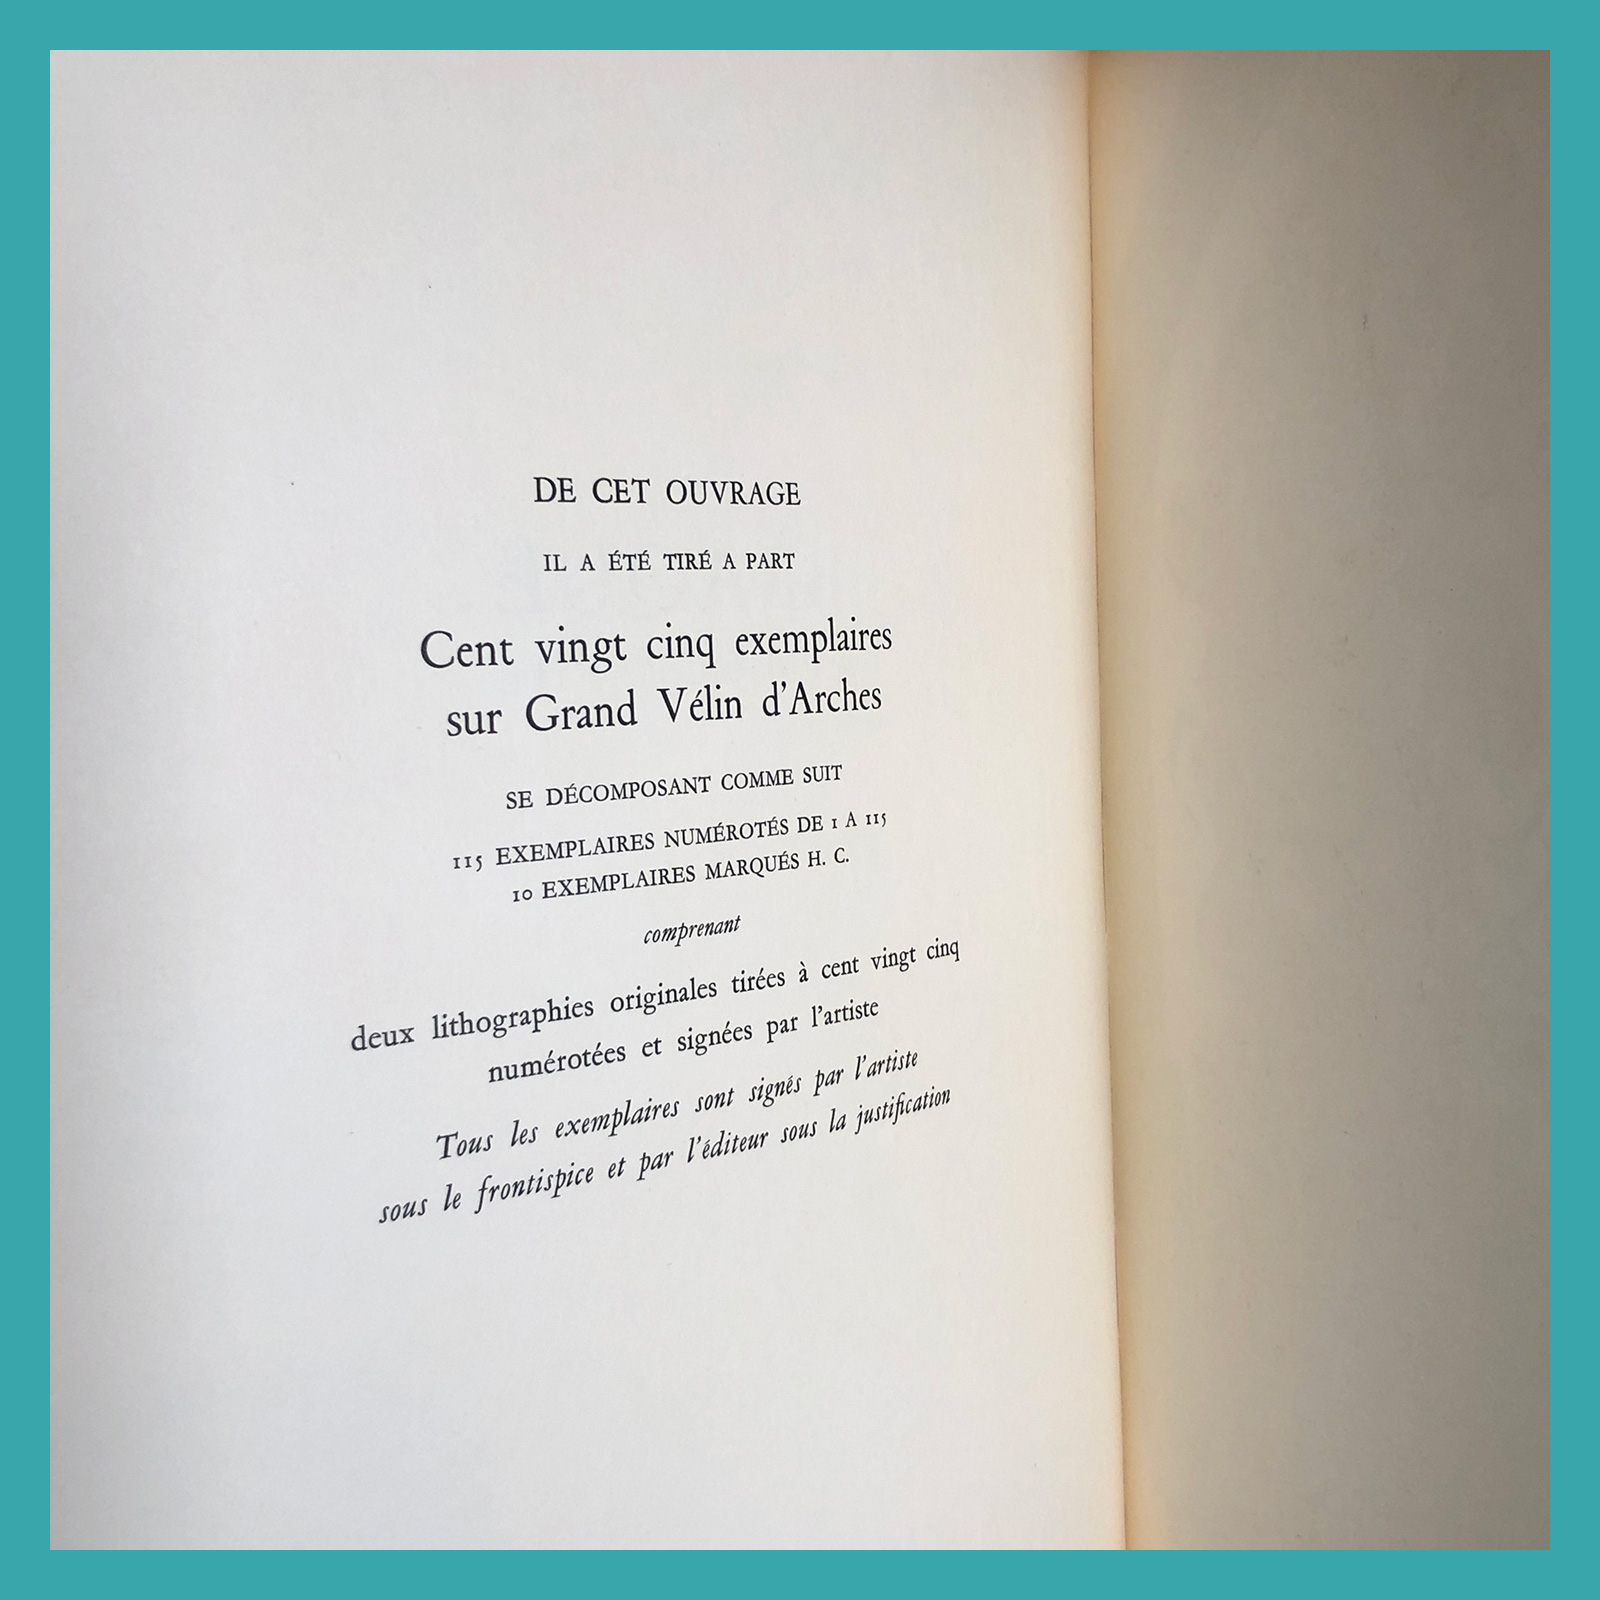 DE CET OUVRAGE
IL A ÉTÉ TIRÉ A PART
Cent vingt cinq exemplaires
sur Grand Vélin d'Arches
SE DÉCOMPOSANT COMME SUIT
115 EXEMPLAIRES NUMÉROTÉS DE 1 A 115
10 EXEMPLAIRES MARQUÉS H. C.
comprenant
deux lithographies originales tirées à cent vingt cinq
numérotées et signées par l'artiste
Tous les exemplaires sont signés par l'artiste
sous le frontispice et par l'éditeur sous la justification